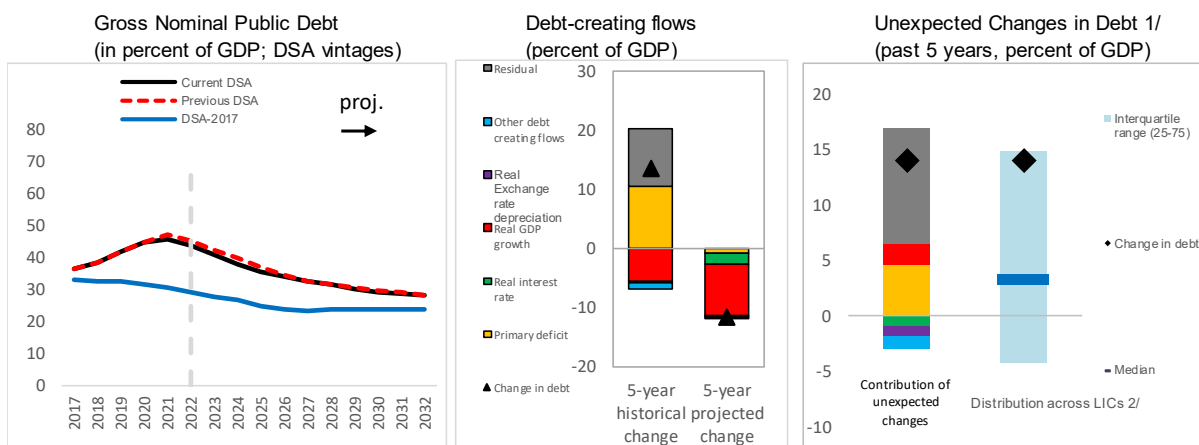 Gross Nominal Public Debt
(in percent of GDP; DSA vintages)
Current DSA
Previous DSA
DSA-2017
proj.
80
70
60
50
40
30
20
10
0
2017
2018
2019
2020
2021
2022
2023
2024
2025
2026
2027
2028
2029
2030
2031
2032
Debt-creating flows
(percent of GDP)
Residual
Other debt
creating flows
Real
Exchange
rate
depreciation
Real GDP
growth
Real interest
rate
Primary deficit
Change in debt
30
20
10
0
-10
-20
5-year
historical
change
5-year
projected
change
Unexpected Changes in Debt 1/
(past 5 years, percent of GDP)
20
15
10
5
0
-5
-10
Contribution of
unexpected
changes
Distribution across LICs 2/
Interquartile
range (25-75)
Change in debt
Median